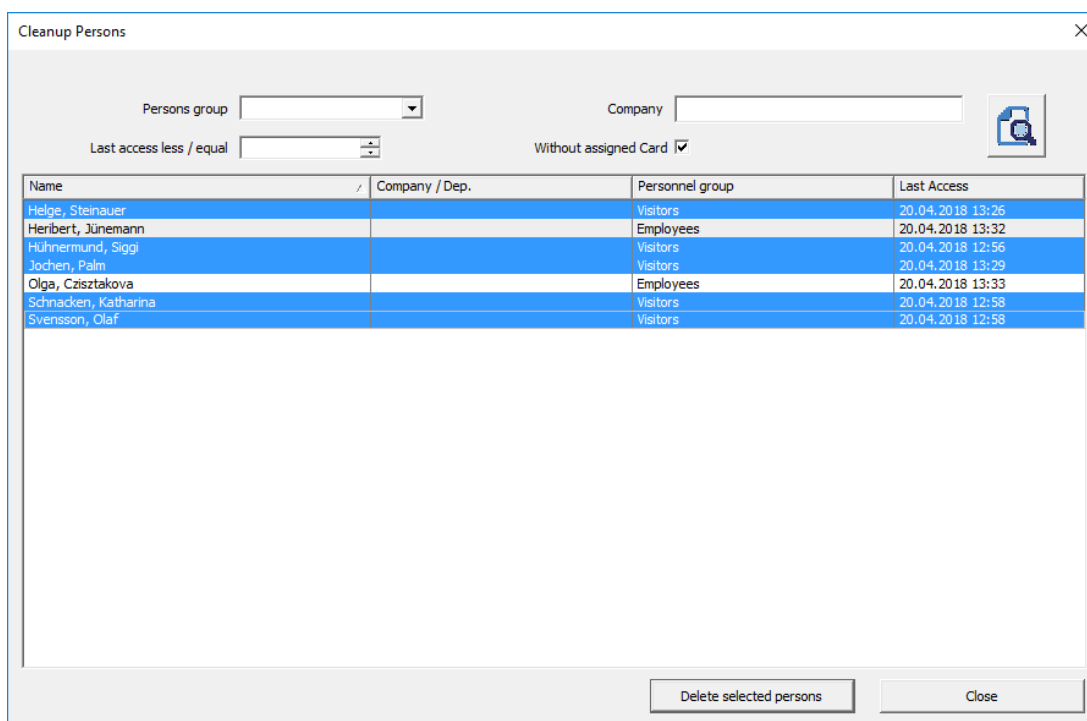 Cleanup Persons
Persons group Company
Last access less / equal Without assigned Card
Name Company / Dep. Personnel group Last Access
Helge, Steinauer Visitors 20.04.2018 13:26
Heribert, Jünemann Employees 20.04.2018 13:32
Hühnermund, Siggi Visitors 20.04.2018 12:56
Jochen, Palm Visitors 20.04.2018 13:29
Olga, Czisztakova Employees 20.04.2018 13:33
Schnacken, Katharina Visitors 20.04.2018 12:58
Svensson, Olaf Visitors 20.04.2018 12:58
Delete selected persons Close